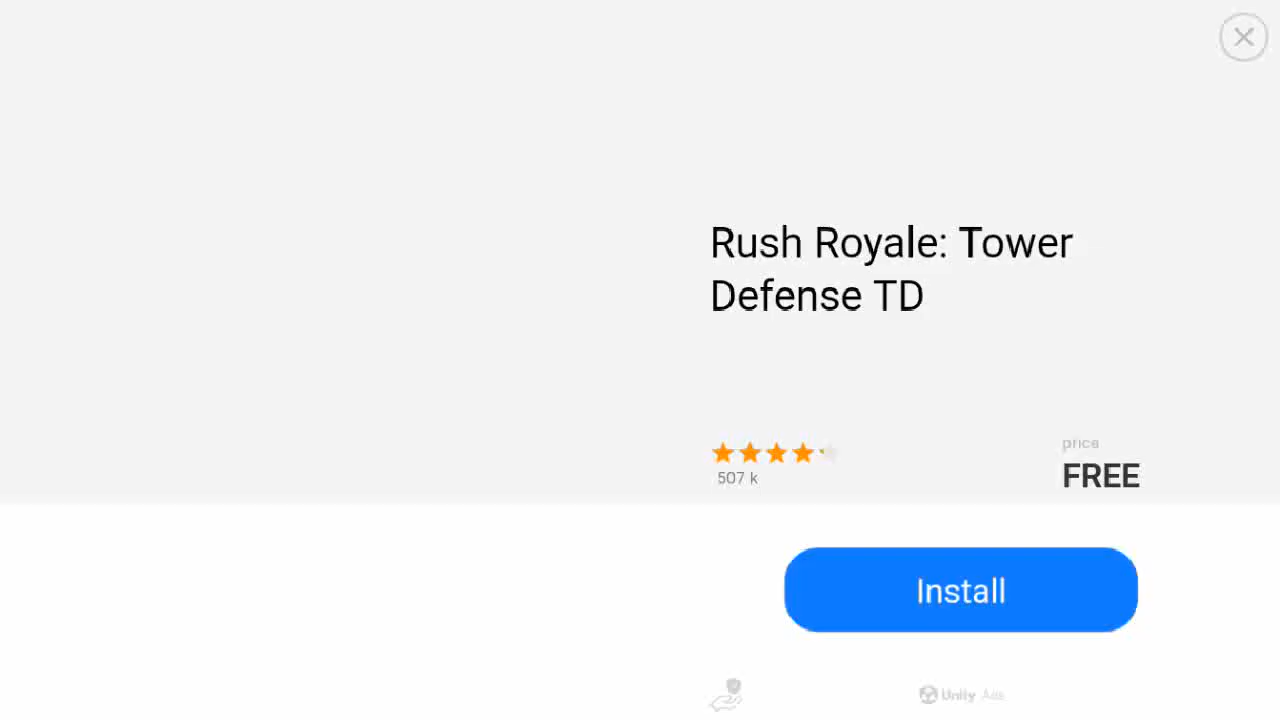 Rush Royale: Tower
Defense TD
price
507 k
FREE
Install
Unity Ads